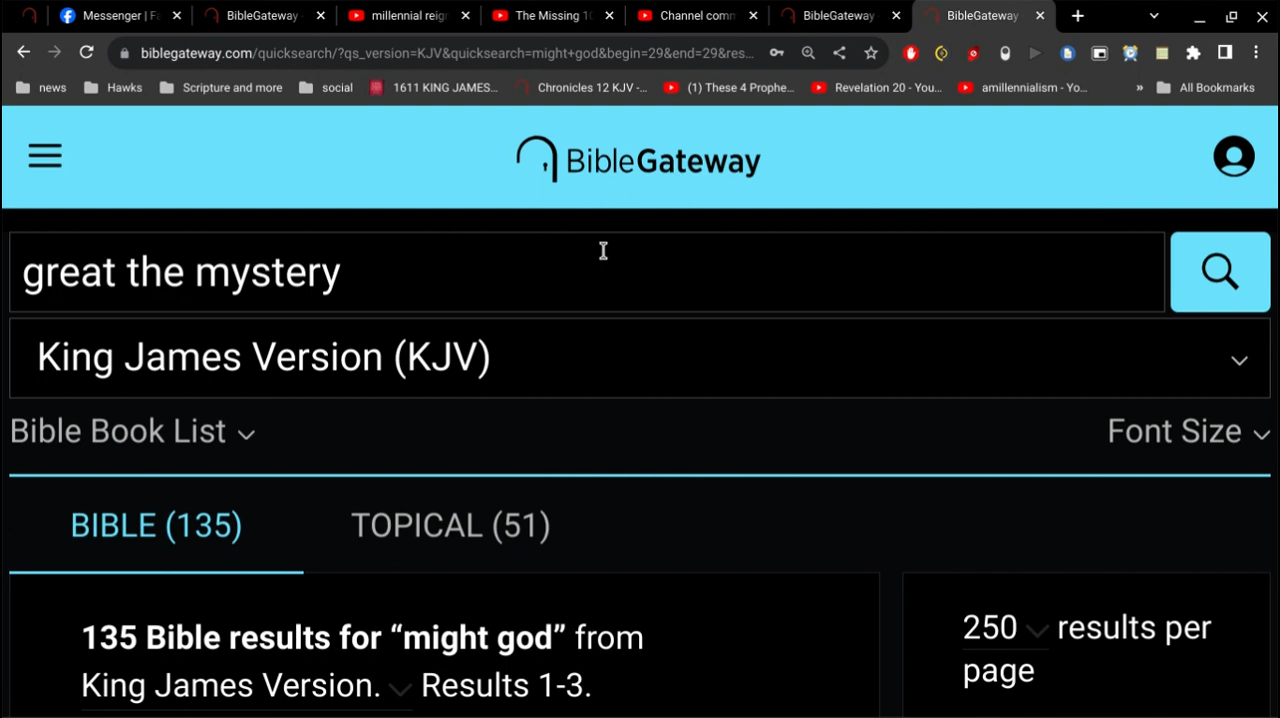 Messenger | Fa
BibleGateway
millennial reign
The Missing 10
Channel comm
BibleGateway
BibleGateway
biblegateway.com/quicksearch/?qs_version=KJV&quicksearch=might+god&begin=29&end=29&res...
news
Hawks
Scripture and more
social
1611 KING JAMES...
Chronicles 12 KJV -...
(1) These 4 Prophe...
Revelation 20 - You...
amillennialism - Yo...
»
All Bookmarks
BibleGateway
great the mystery
King James Version (KJV)
Bible Book List
Font Size
BIBLE (135)
TOPICAL (51)
135 Bible results for “might god” from
King James Version. Results 1-3.
250 results per
page